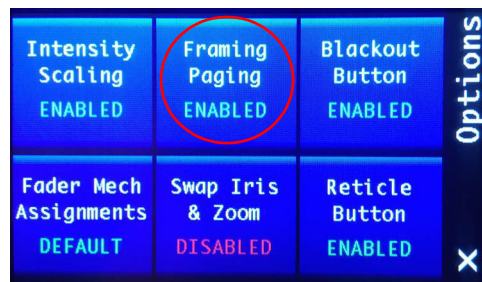 Intensity
Scaling
ENABLED
Framing
Paging
ENABLED
Blackout
Button
ENABLED
Fader Mech
Assignments
DEFAULT
Swap Iris
& Zoom
DISABLED
Reticle
Button
ENABLED
Options
X